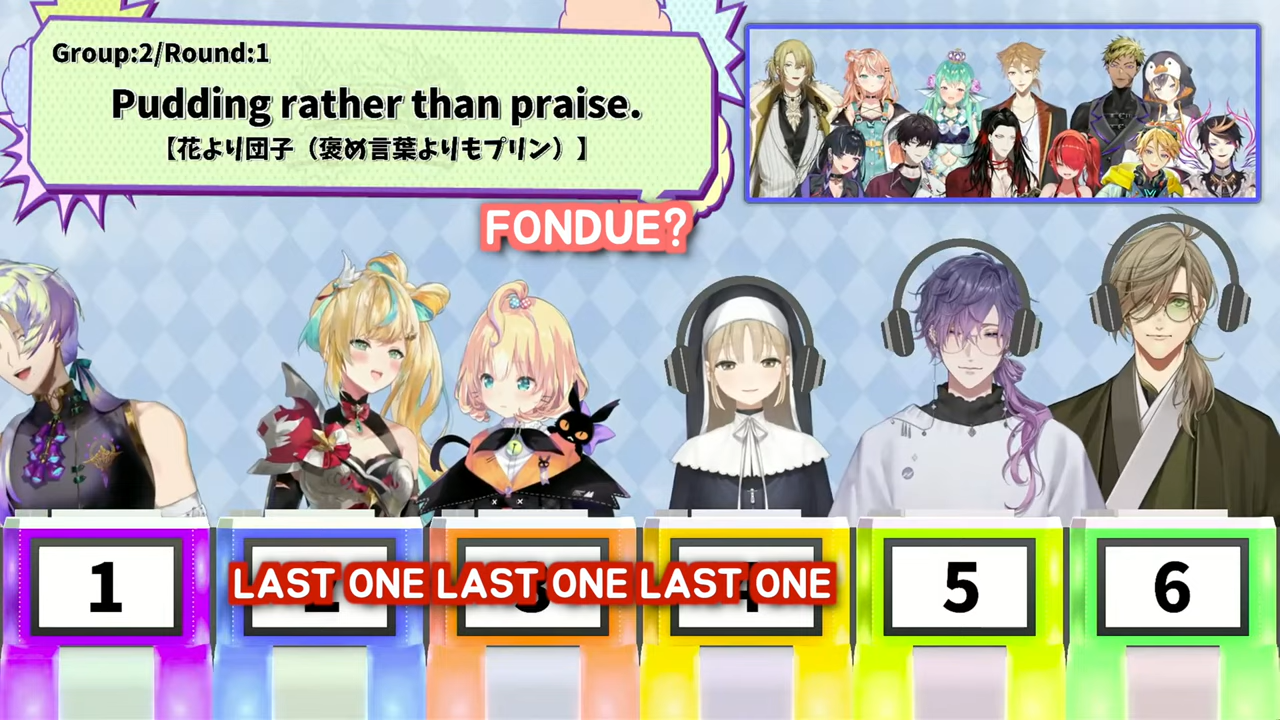 Group:2/Round:1
Pudding rather than praise.
【花より団子（褒め言葉よりもプリン）】
FONDUE?
LAST ONE LAST ONE LAST ONE
1
5
6